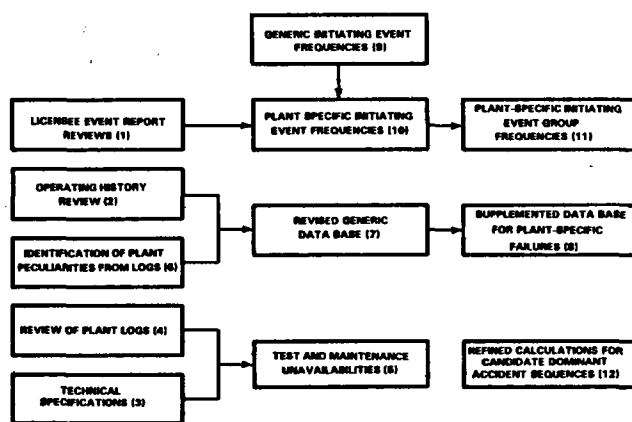 GENERIC INITIATING EVENT
FREQUENCIES (9)
LICENSEE EVENT REPORT
REVIEWS (1)
PLANT SPECIFIC INITIATING
EVENT FREQUENCIES (10)
PLANT-SPECIFIC INITIATING
EVENT GROUP
FREQUENCIES (11)
OPERATING HISTORY
REVIEW (2)
IDENTIFICATION OF PLANT
PECULIARITIES FROM LOGS (6)
REVISED GENERIC
DATA BASE (7)
SUPPLEMENTED DATA BASE
FOR PLANT-SPECIFIC
FAILURES (8)
REVIEW OF PLANT LOGS (4)
TECHNICAL
SPECIFICATIONS (3)
TEST AND MAINTENANCE
UNAVAILABILITIES (5)
REFINED CALCULATIONS FOR
CANDIDATE DOMINANT
ACCIDENT SEQUENCES (12)